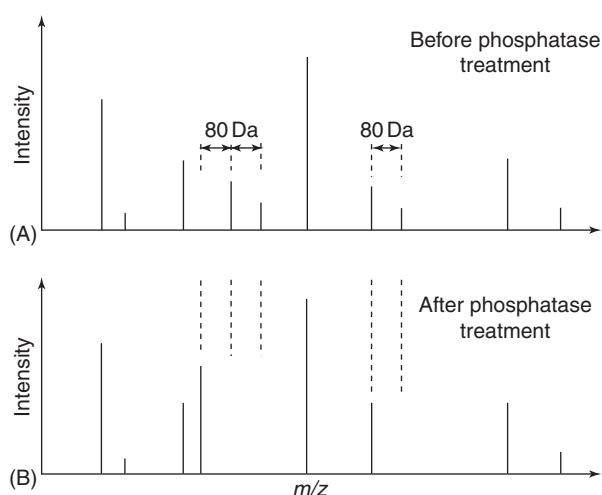 Before phosphatase
treatment
Intensity
80 Da
80 Da
(A)
After phosphatase
treatment
Intensity
(B)
m/z